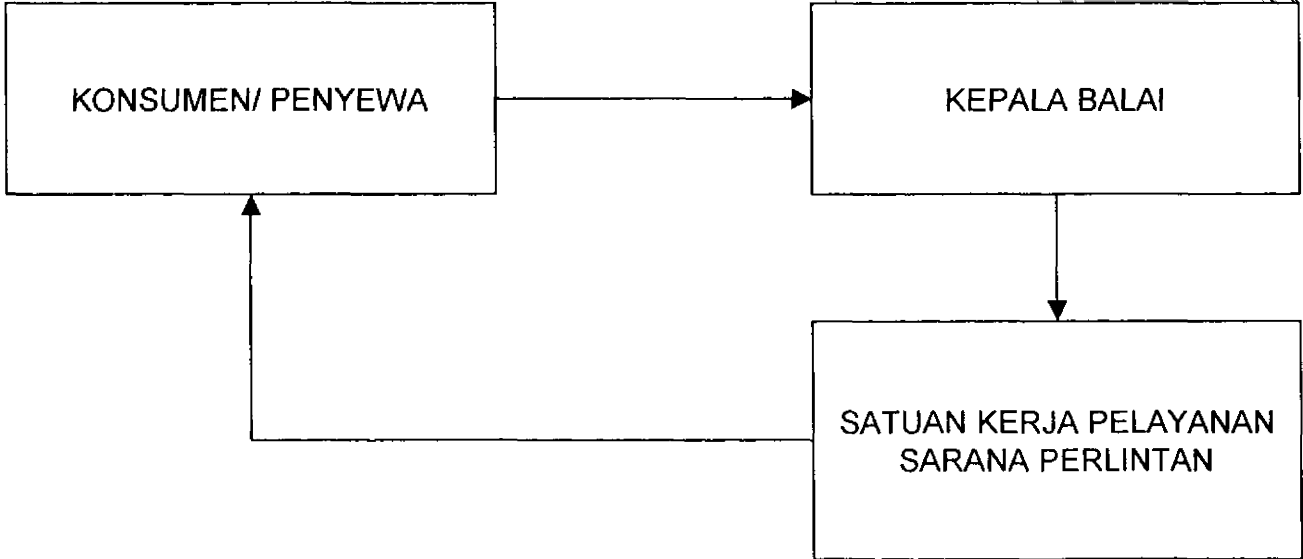 KONSUMEN/ PENYEWA
KEPALA BALAI
SATUAN KERJA PELAYANAN
SARANA PERLINTAN